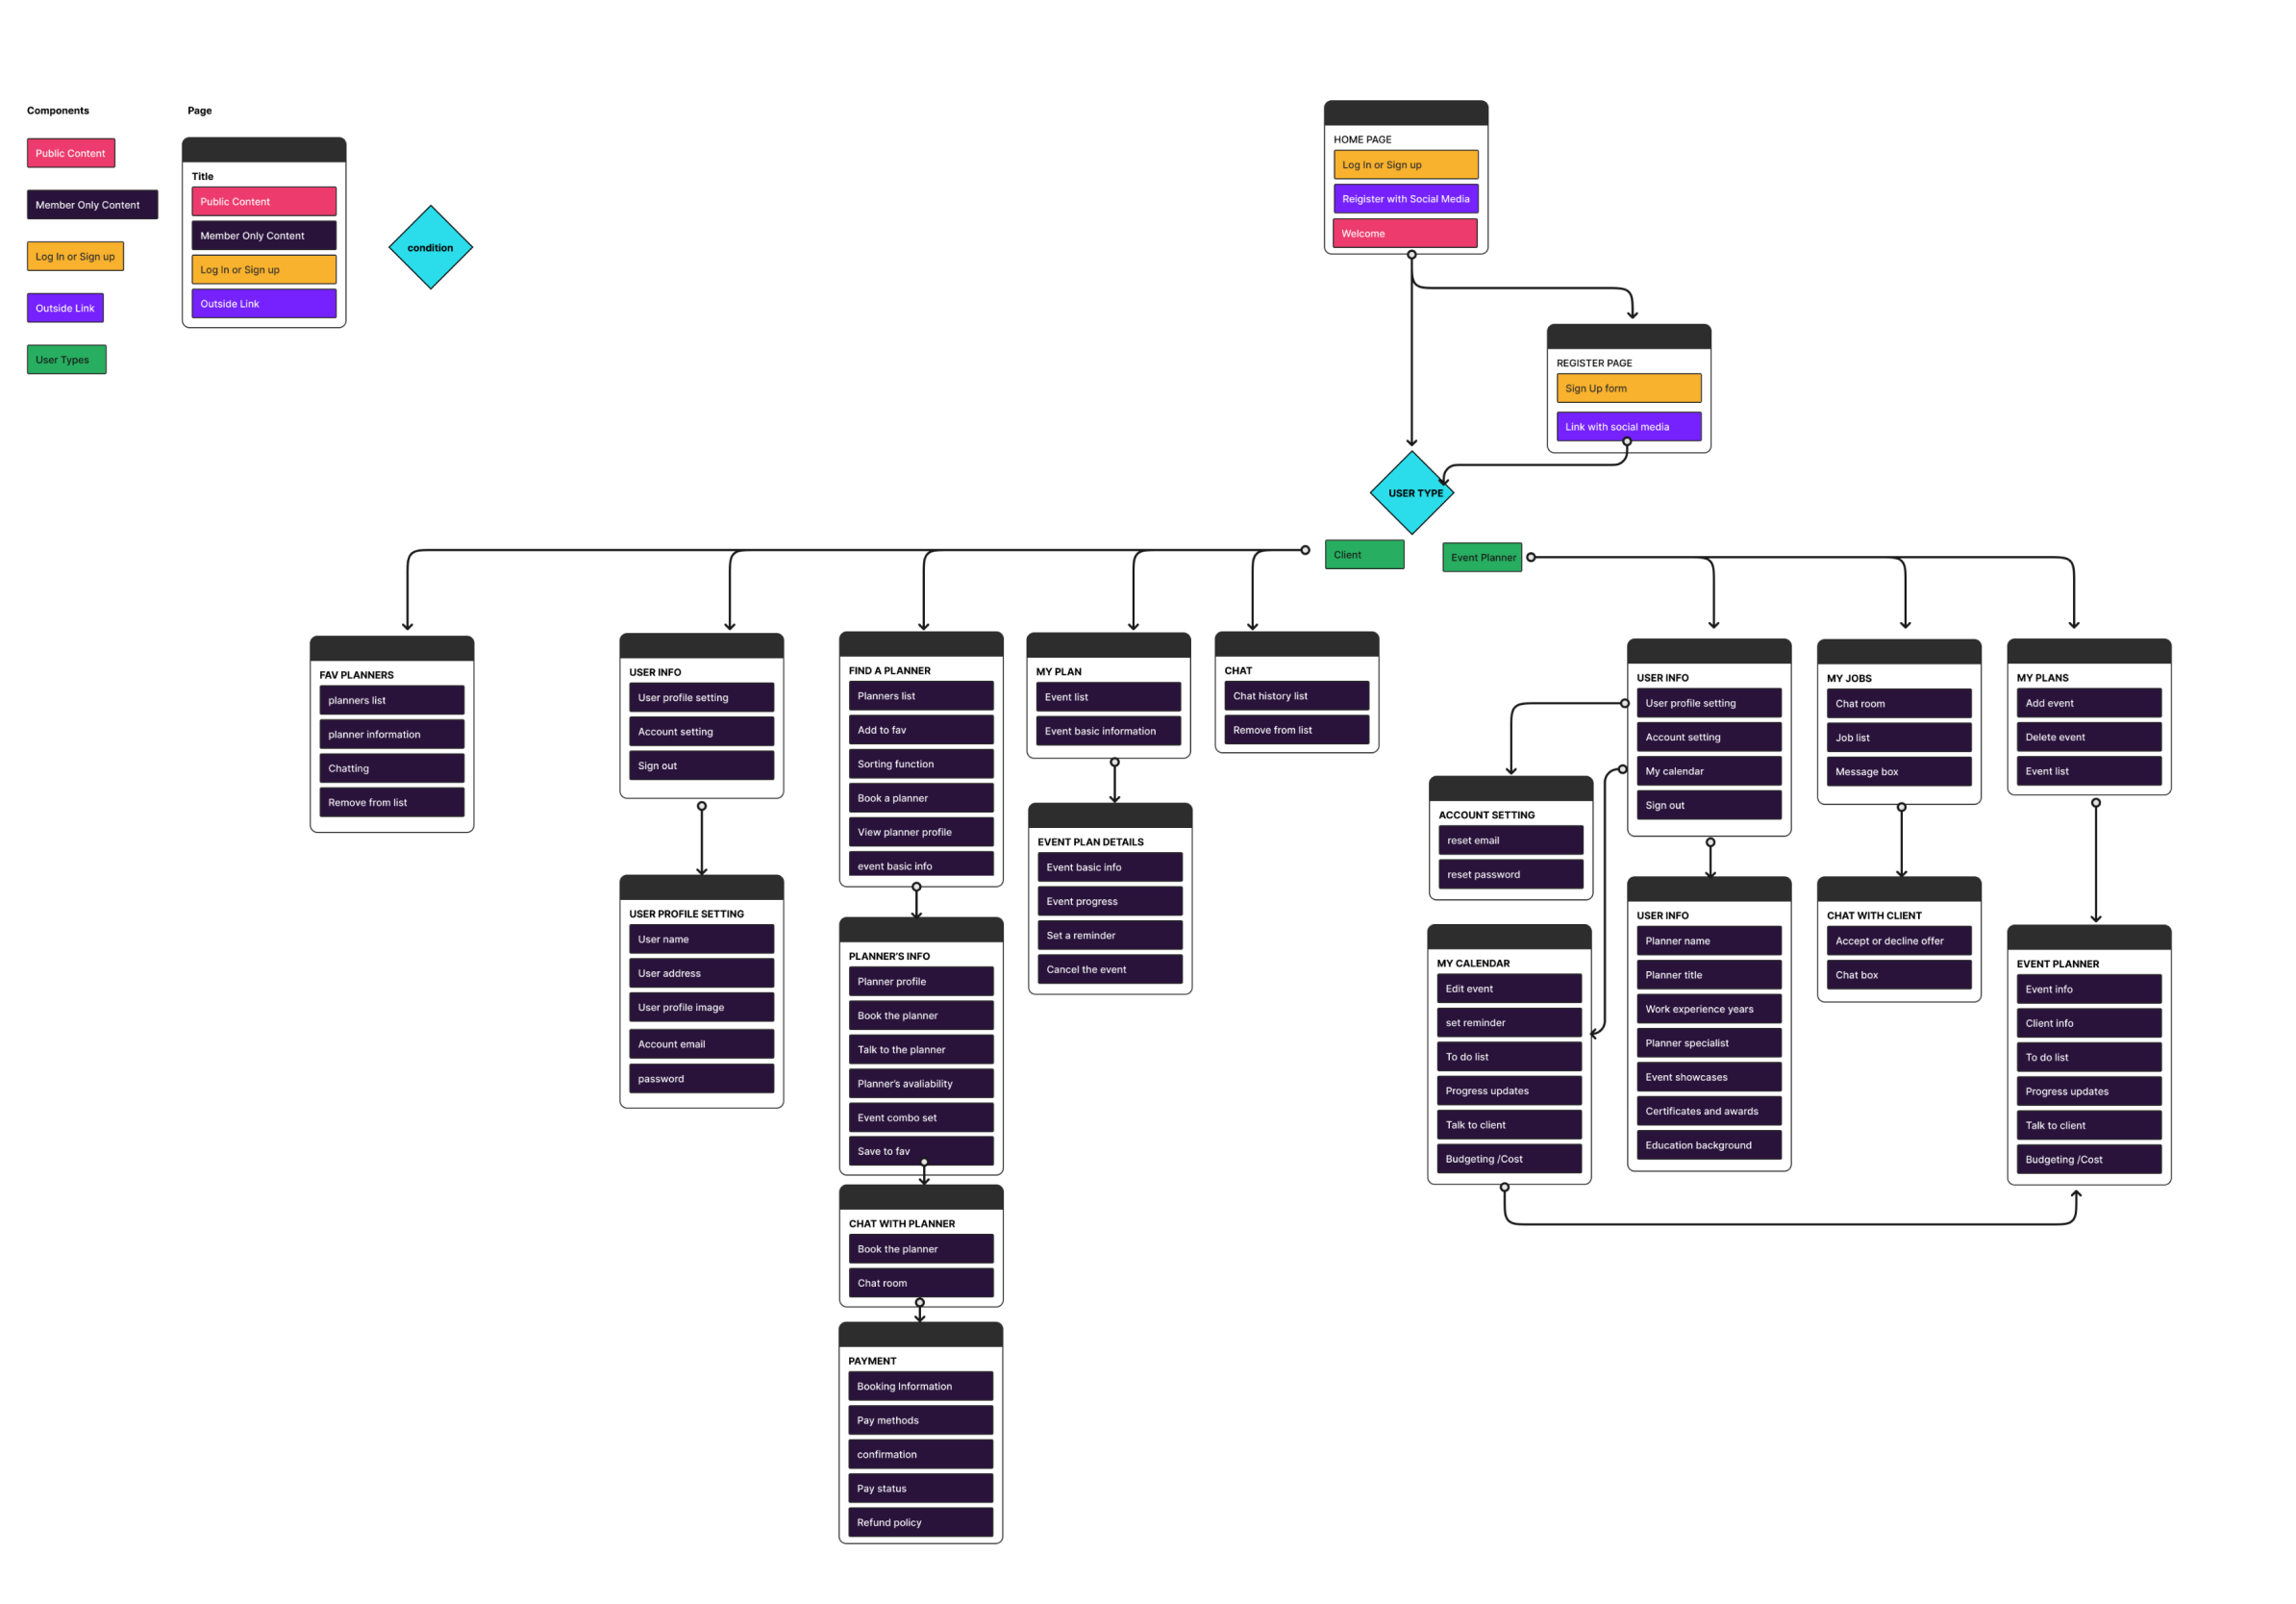 Components
Public Content
Member Only Content
Log In or Sign up
Outside Link
User Types
Page
Title
Public Content
Member Only Content
Log In or Sign up
Outside Link
condition
HOME PAGE
Log In or Sign up
Reigister with Social Media
Welcome
REGISTER PAGE
Sign Up form
Link with social media
USER TYPE
Client
Event Planner
FAV PLANNERS
planners list
planner information
Chatting
Remove from list
USER INFO
User profile setting
Account setting
Sign out
USER PROFILE SETTING
User name
User address
User profile image
Account email
password
FIND A PLANNER
Planners list
Add to fav
Sorting function
Book a planner
View planner profile
event basic info
PLANNER'S INFO
Planner profile
Book the planner
Talk to the planner
Planner's avaliability
Event combo set
Save to fav
CHAT WITH PLANNER
Book the planner
Chat room
PAYMENT
Booking Information
Pay methods
confirmation
Pay status
Refund policy
MY PLAN
Event list
Event basic information
EVENT PLAN DETAILS
Event basic info
Event progress
Set a reminder
Cancel the event
CHAT
Chat history list
Remove from list
USER INFO
User profile setting
Account setting
My calendar
Sign out
ACCOUNT SETTING
reset email
reset password
MY CALENDAR
Edit event
set reminder
To do list
Progress updates
Talk to client
Budgeting /Cost
USER INFO
Planner name
Planner title
Work experience years
Planner specialist
Event showcases
Certificates and awards
Education background
MY JOBS
Chat room
Job list
Message box
CHAT WITH CLIENT
Accept or decline offer
Chat box
MY PLANS
Add event
Delete event
Event list
EVENT PLANNER
Event info
Client info
To do list
Progress updates
Talk to client
Budgeting /Cost